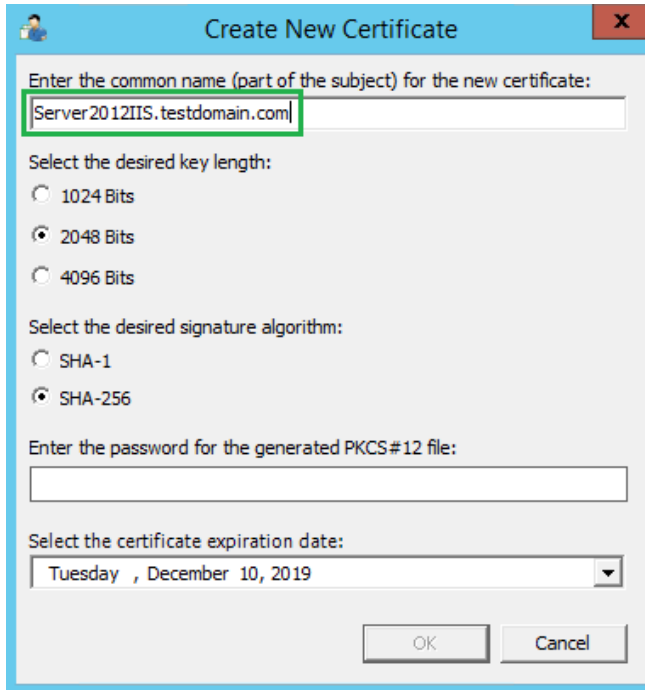 Create New Certificate
x
Enter the common name (part of the subject) for the new certificate:
Server2012IIS.testdomain.com
Select the desired key length:
1024 Bits
2048 Bits
4096 Bits
Select the desired signature algorithm:
SHA-1
SHA-256
Enter the password for the generated PKCS#12 file:
Select the certificate expiration date:
Tuesday , December 10, 2019
OK Cancel